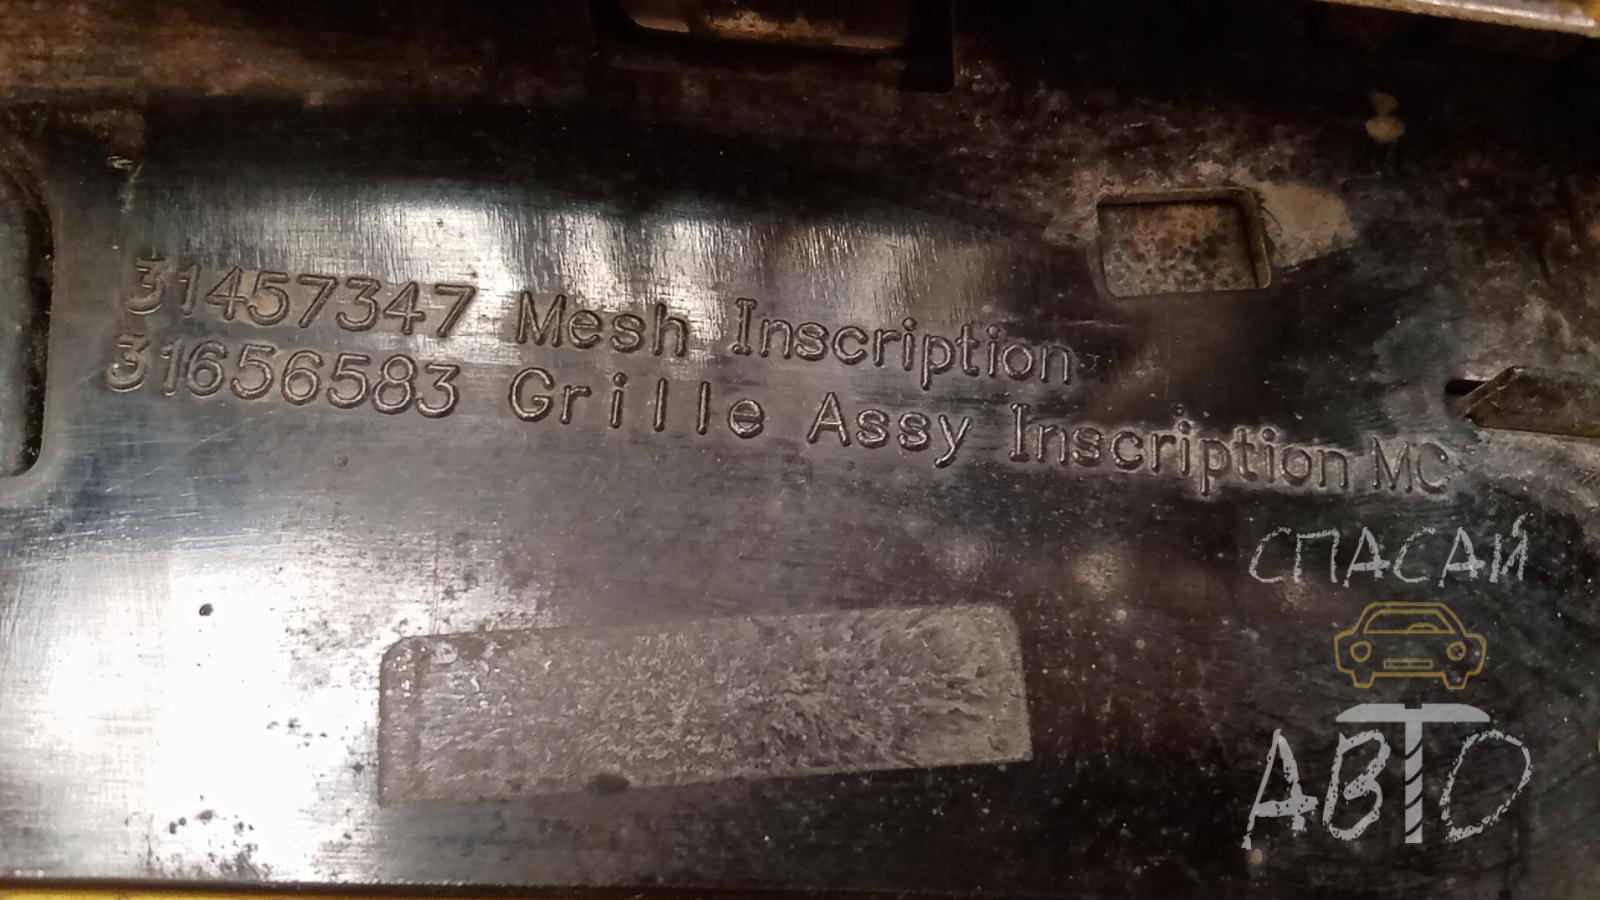 31457347 Mesh Inscription
31656583 Grille Assy Inscription MC
СПАСАЙ
АВТО